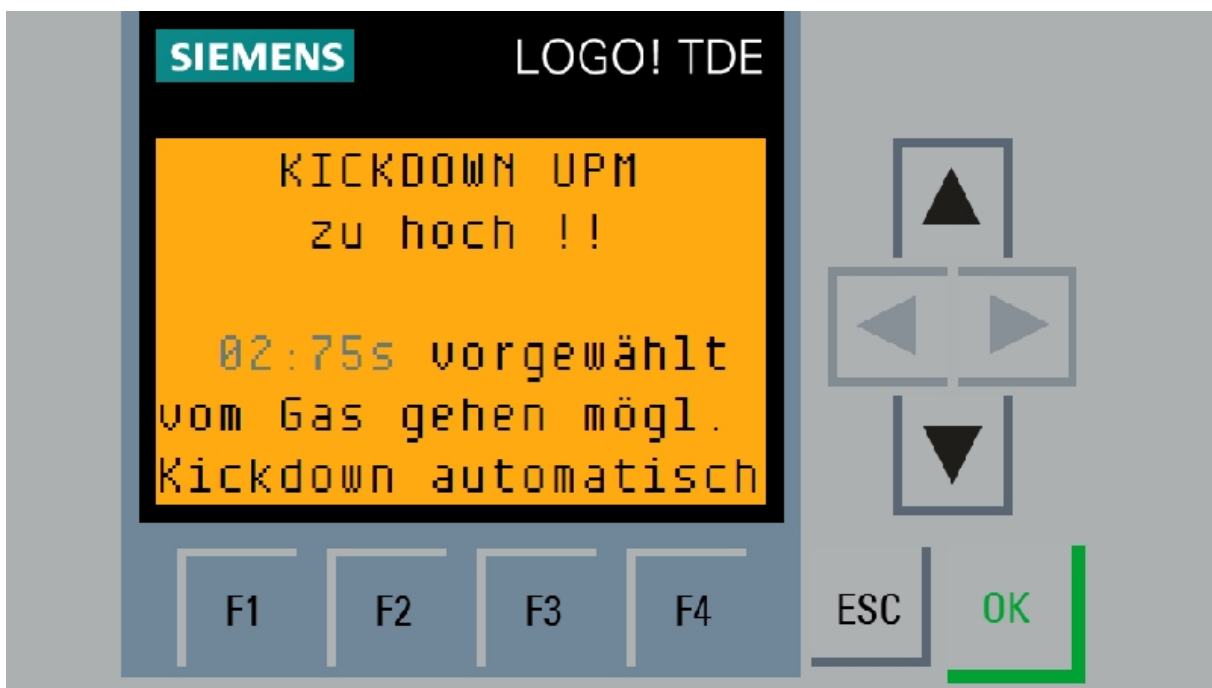 SIEMENS LOGO! TDE
KICKDOWN UPM
zu hoch !!
02:75s vorgewählt
vom Gas gehen mögl.
Kickdown automatisch
F1 F2 F3 F4 ESC OK